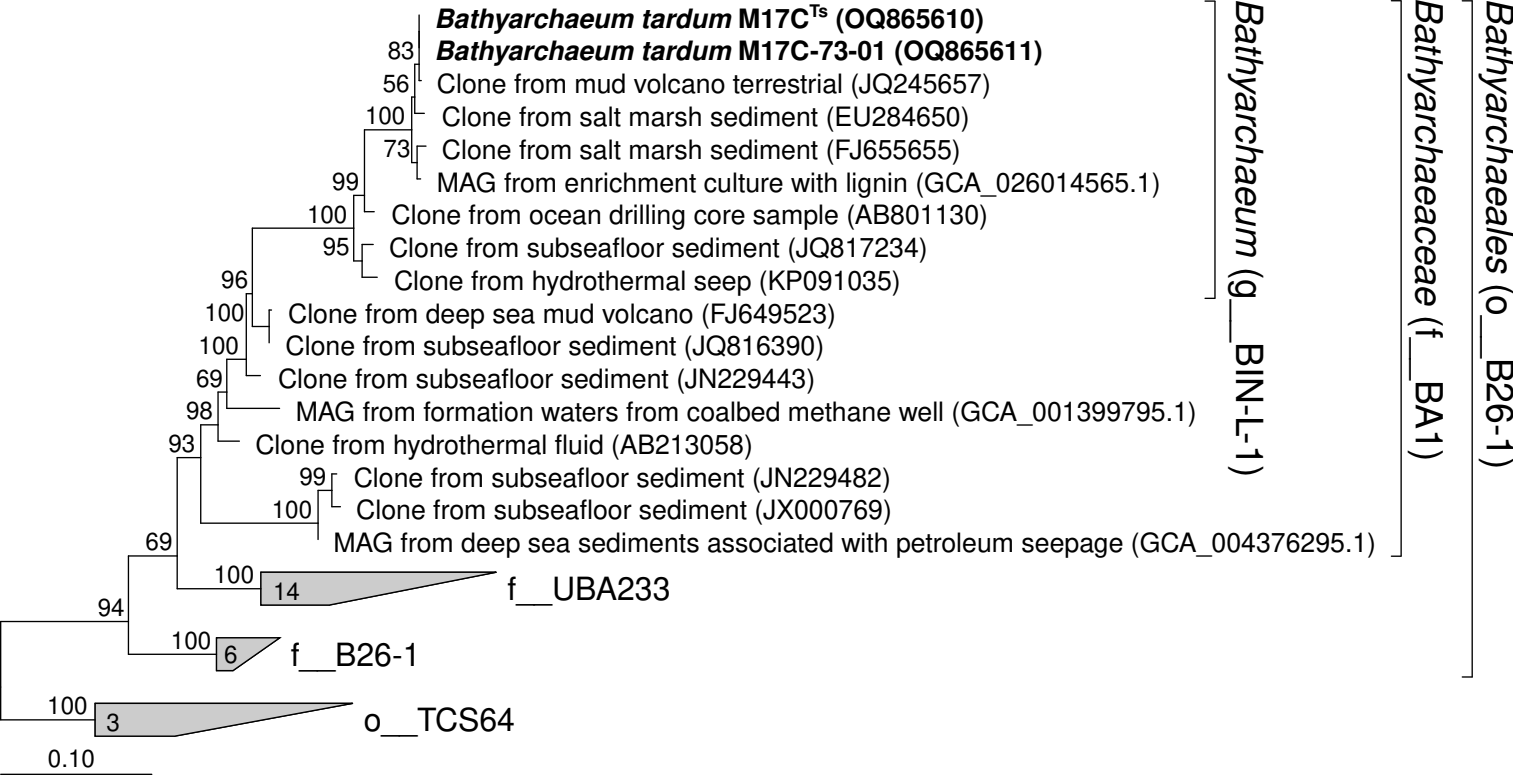 Bathyarchaeum tardum M17CTs (OQ865610)
83
Bathyarchaeum tardum M17C-73-01 (OQ865611)
56
Clone from mud volcano terrestrial (JQ245657)
100
Clone from salt marsh sediment (EU284650)
73
Clone from salt marsh sediment (FJ655655)
99
MAG from enrichment culture with lignin (GCA_026014565.1)
100
Clone from ocean drilling core sample (AB801130)
95
Clone from subseafloor sediment (JQ817234)
96
Clone from hydrothermal seep (KP091035)
100
Clone from deep sea mud volcano (FJ649523)
100
Clone from subseafloor sediment (JQ816390)
69
Clone from subseafloor sediment (JN229443)
98
MAG from formation waters from coalbed methane well (GCA_001399795.1)
93
Clone from hydrothermal fluid (AB213058)
99
Clone from subseafloor sediment (JN229482)
100
Clone from subseafloor sediment (JX000769)
69
MAG from deep sea sediments associated with petroleum seepage (GCA_004376295.1)
100
14
f__UBA233
94
100
6
f__B26-1
100
3
o__TCS64
0.10
Bathyarchaeum (g__BIN-L-1)
Bathyarchaeaceae (f__BA1)
Bathyarchaeales (o__B26-1)